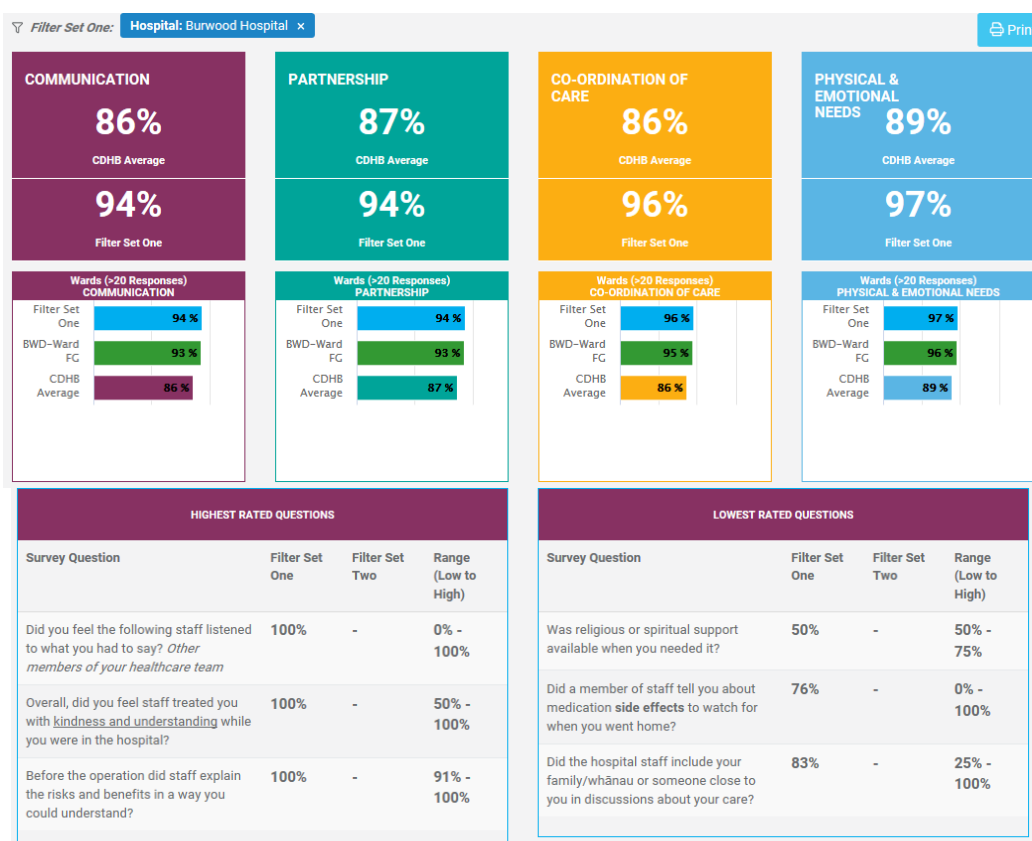 Filter Set One: Hospital: Burwood Hospital ×
Prin
COMMUNICATION
86%
CDHB Average
94%
Filter Set One
PARTNERSHIP
87%
CDHB Average
94%
Filter Set One
CO-ORDINATION OF
CARE
86%
CDHB Average
96%
Filter Set One
PHYSICAL &
EMOTIONAL
NEEDS
89%
CDHB Average
97%
Filter Set One
Wards (>20 Responses)
COMMUNICATION
Filter Set
One
94 %
BWD-Ward
FG
93 %
CDHB
Average
86 %
Wards (>20 Responses)
PARTNERSHIP
Filter Set
One
94 %
BWD-Ward
FG
93 %
CDHB
Average
87 %
Wards (>20 Responses)
CO-ORDINATION OF CARE
Filter Set
One
96 %
BWD-Ward
FG
95 %
CDHB
Average
86 %
Wards (>20 Responses)
PHYSICAL & EMOTIONAL NEEDS
Filter Set
One
97 %
BWD-Ward
FG
96 %
CDHB
Average
89 %
HIGHEST RATED QUESTIONS
Survey Question
Filter Set
One
Filter Set
Two
Range
(Low to
High)
Did you feel the following staff listened
to what you had to say? Other
members of your healthcare team
100%
-
0% -
100%
Overall, did you feel staff treated you
with kindness and understanding while
you were in the hospital?
100%
-
50% -
100%
Before the operation did staff explain
the risks and benefits in a way you
could understand?
100%
-
91% -
100%
LOWEST RATED QUESTIONS
Survey Question
Filter Set
One
Filter Set
Two
Range
(Low to
High)
Was religious or spiritual support
available when you needed it?
50%
-
50% -
75%
Did a member of staff tell you about
medication side effects to watch for
when you went home?
76%
-
0% -
100%
Did the hospital staff include your
family/whānau or someone close to
you in discussions about your care?
83%
-
25% -
100%